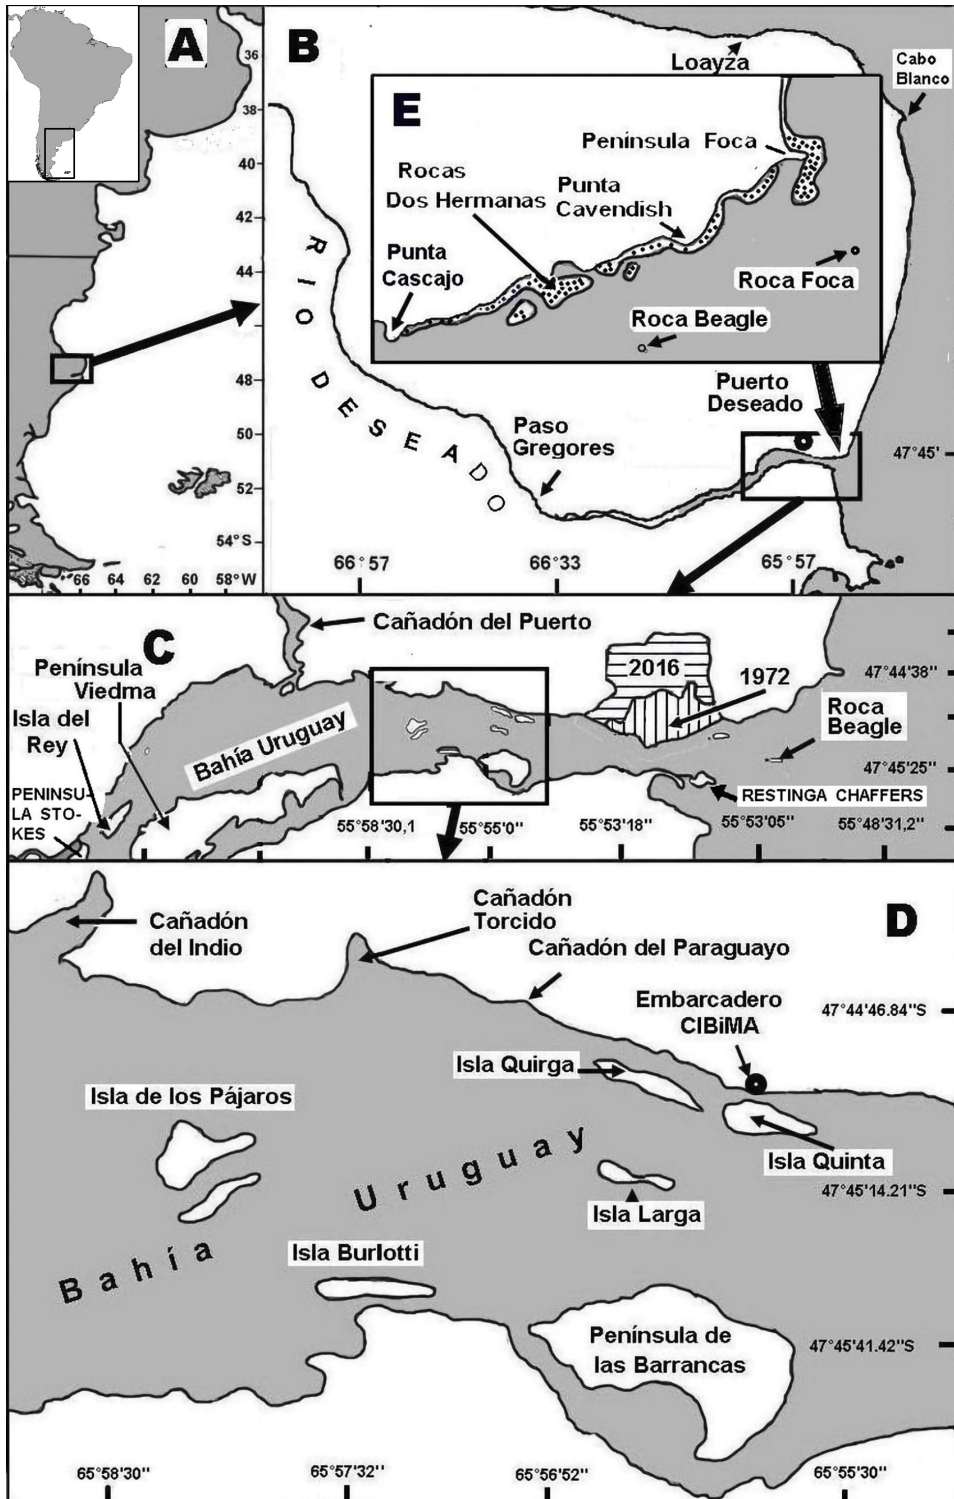 A
36
38
40
42
44
48
50
52
54°S
66
64
62
60
58°W
B
Loayza
Cabo
Blanco
RIO DESEADO
Paso
Gregores
Puerto
Deseado
47°45'
66°57
66°33
65°57
E
Península Foca
Rocas
Dos Hermanas
Punta
Cavendish
Punta
Cascajo
Roca Foca
Roca Beagle
C
Cañadón del Puerto
Península
Viedma
Isla del
Rey
PENINSU-
LA STO-
KES
Bahía Uruguay
2016
1972
Roca
Beagle
RESTINGA CHAFFERS
47°44'38"
47°45'25"
55°58'30,1
55°55'0"
55°53'18"
55°53'05"
55°48'31,2"
D
Cañadón
del Indio
Cañadón
Torcido
Cañadón del Paraguayo
Embarcadero
CIBiMA
47°44'46.84"S
Isla Quirga
Isla de los Pájaros
Isla Quinta
47°45'14.21"S
Isla Larga
Bahía Uruguay
Isla Burlotti
Península de
las Barrancas
47°45'41.42"S
65°58'30"
65°57'32"
65°56'52"
65°55'30"